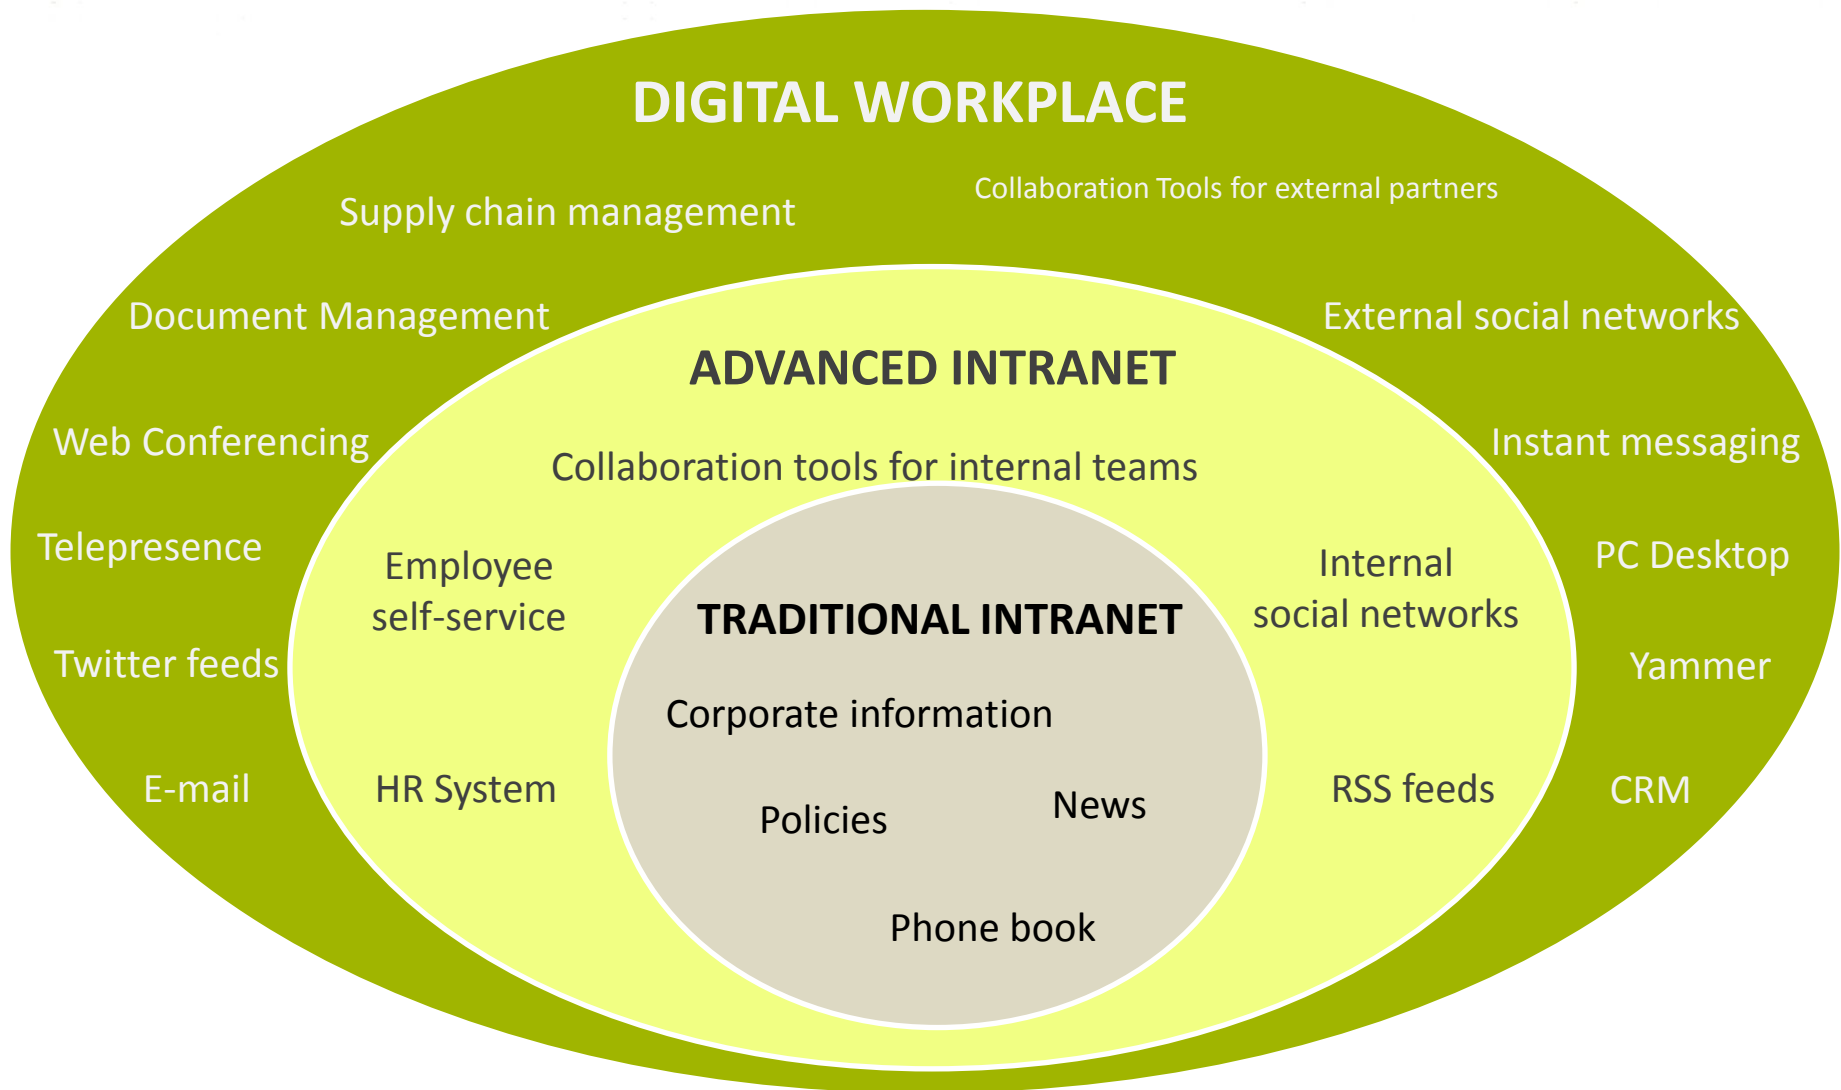 DIGITAL WORKPLACE
Collaboration Tools for external partners
Supply chain management
Document Management
External social networks
ADVANCED INTRANET
Web Conferencing
Instant messaging
Collaboration tools for internal teams
Telepresence
Employee
self-service
Internal
social networks
PC Desktop
TRADITIONAL INTRANET
Twitter feeds
Yammer
Corporate information
E-mail
HR System
Policies
News
RSS feeds
CRM
Phone book